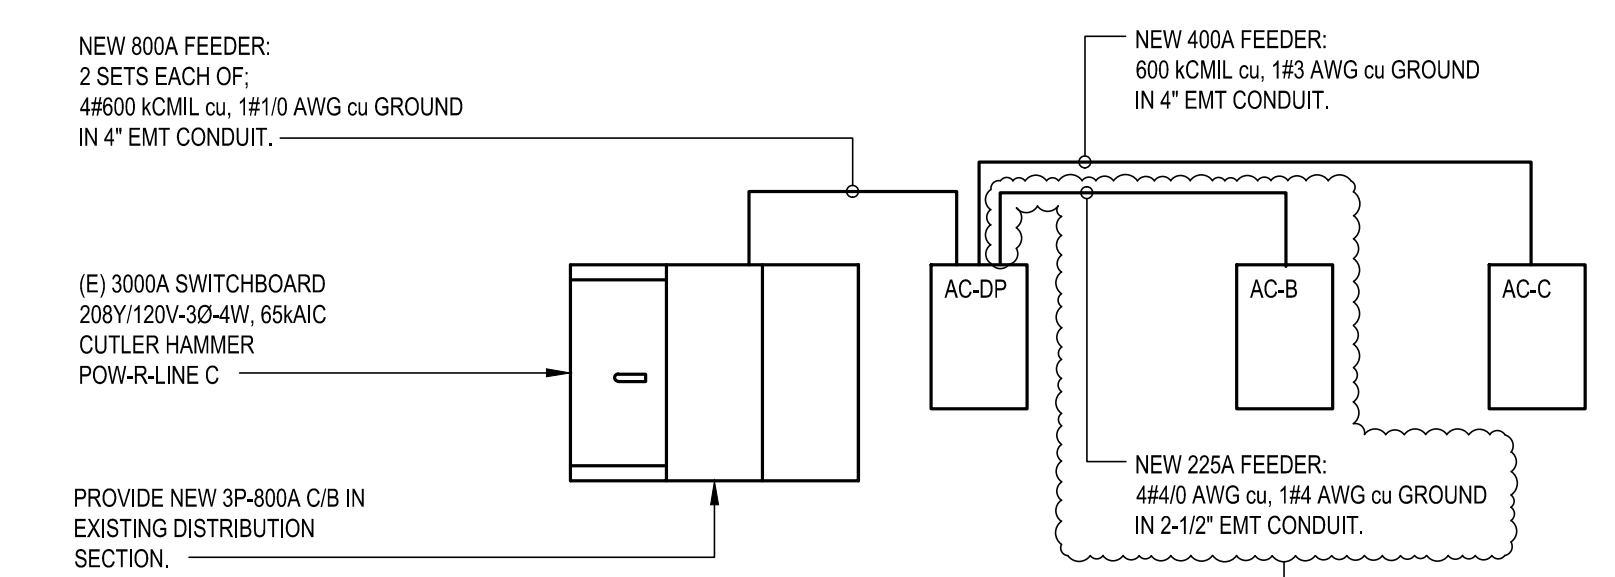 NEW 800A FEEDER:
2 SETS EACH OF;
4#600 kCMIL cu, 1#1/0 AWG cu GROUND
IN 4" EMT CONDUIT.
NEW 400A FEEDER:
600 kCMIL cu, 1#3 AWG cu GROUND
IN 4" EMT CONDUIT.
(E) 3000A SWITCHBOARD
208Y/120V-3Ø-4W, 65kAIC
CUTLER HAMMER
POW-R-LINE C
AC-DP
AC-B
AC-C
NEW 225A FEEDER:
4#4/0 AWG cu, 1#4 AWG cu GROUND
IN 2-1/2" EMT CONDUIT.
PROVIDE NEW 3P-800A C/B IN
EXISTING DISTRIBUTION
SECTION.